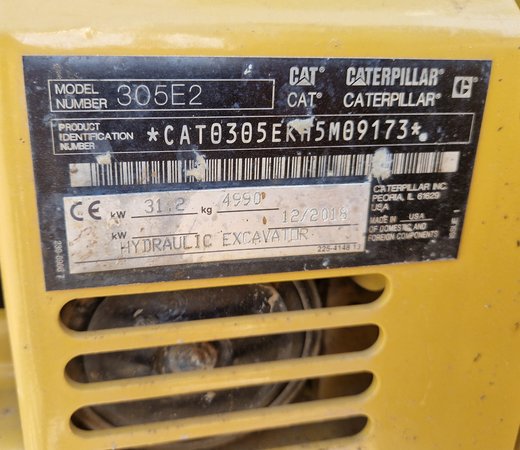 CAT® CATERPILLAR® C
MODEL NUMBER 305E2 CAT® CATERPILLAR®
PRODUCT IDENTIFICATION NUMBER *CAT0305EKH5M09173*
CE kW 31.2 kg 4990
kW 12/2018
HYDRAULIC EXCAVATOR
CATERPILLAR INC.
PEORIA, IL 61629
USA
MADE IN USA
OF DOMESTIC AND
FOREIGN COMPONENTS
225-4148 13